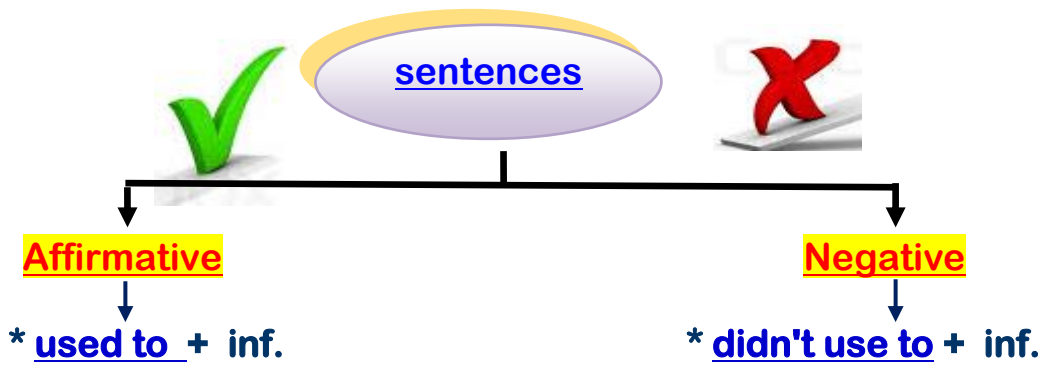 sentences
Affirmative
Negative
* used to + inf.
* didn't use to + inf.